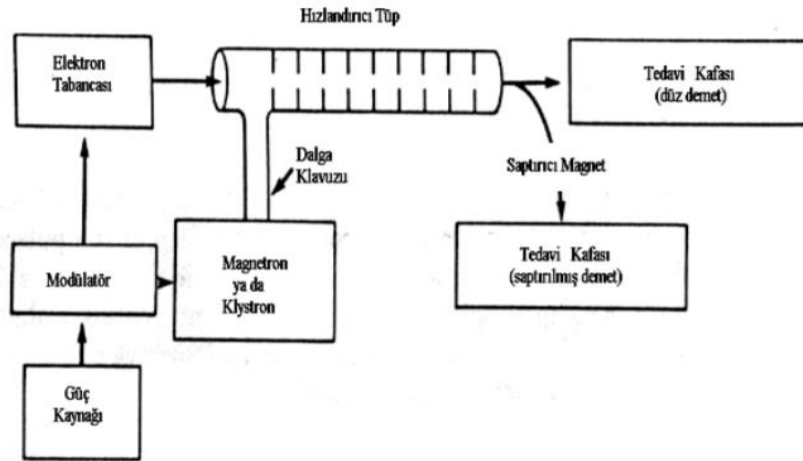 Hızlandırıcı Tüp
Elektron
Tabancası
Tedavi Kafası
(düz demet)
Dalga
Klavuzu
Saptırıcı Magnet
Modülatör
Magnetron
ya da
Klystron
Tedavi Kafası
(saptırılmış demet)
Güç
Kaynağı